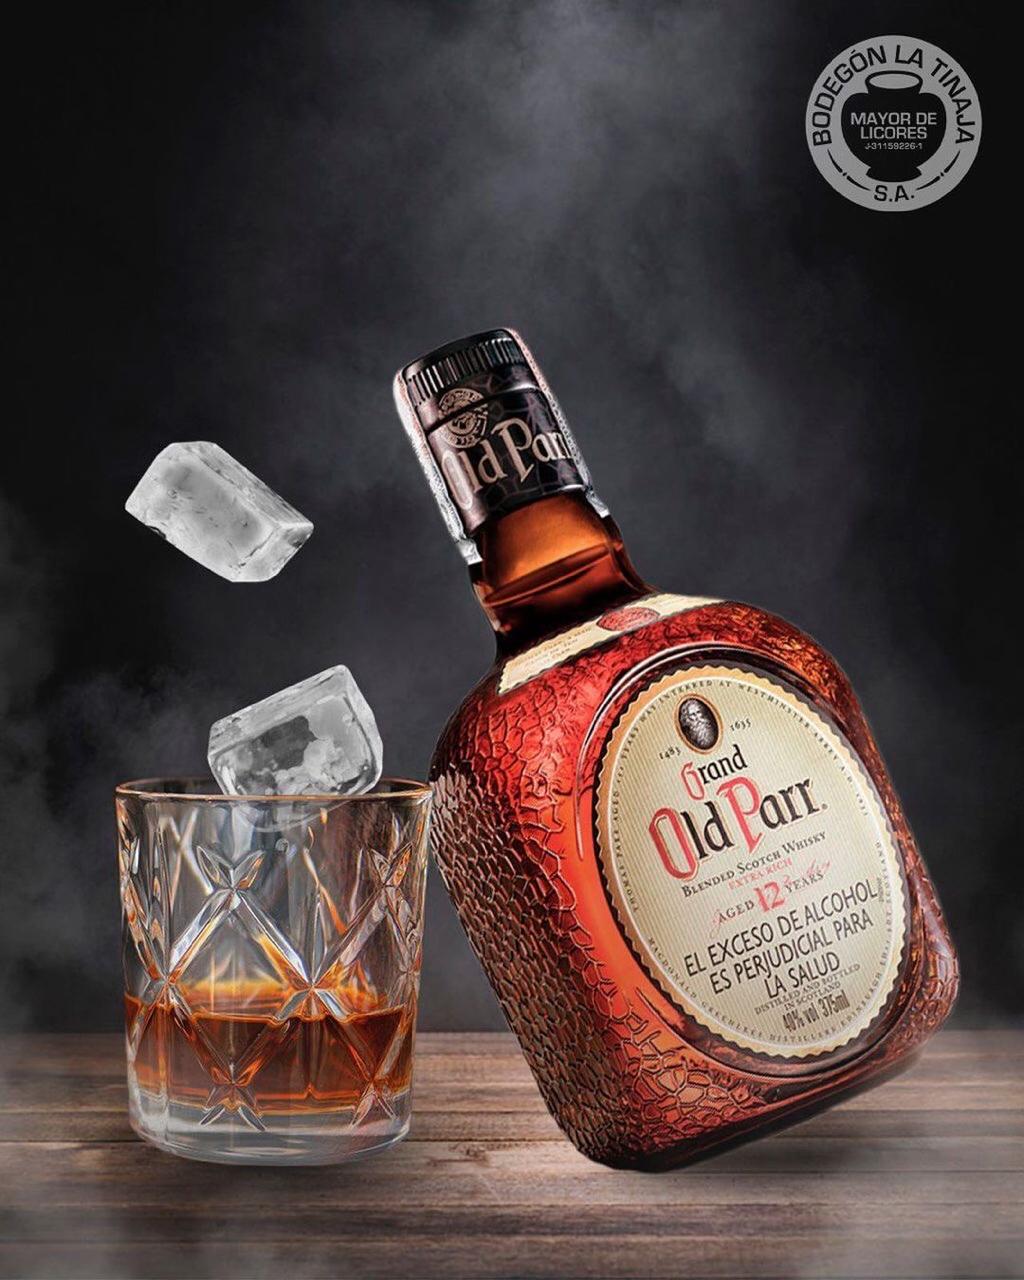 BODEGÓN LA TINAJA
MAYOR DE
LICORES
J-31159226-1
S.A.
Old Parr
1483 1635
Grand
Old Parr
BLENDED SCOTCH WHISKY
EXTRA RICH
AGED 12 YEARS
EL EXCESO DE ALCOHOL
ES PERJUDICIAL PARA
LA SALUD
DISTILLED AND BOTTLED
IN SCOTLAND
40% vol 375ml